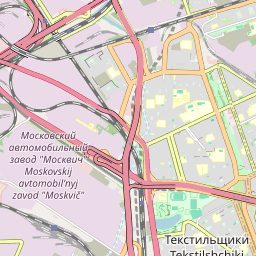 Московский
автомобильный
завод "Москвич"
Moskovskij
avtomobil'nyj
zavod "Moskvič"
Текстильщики
Tekstilshchiki